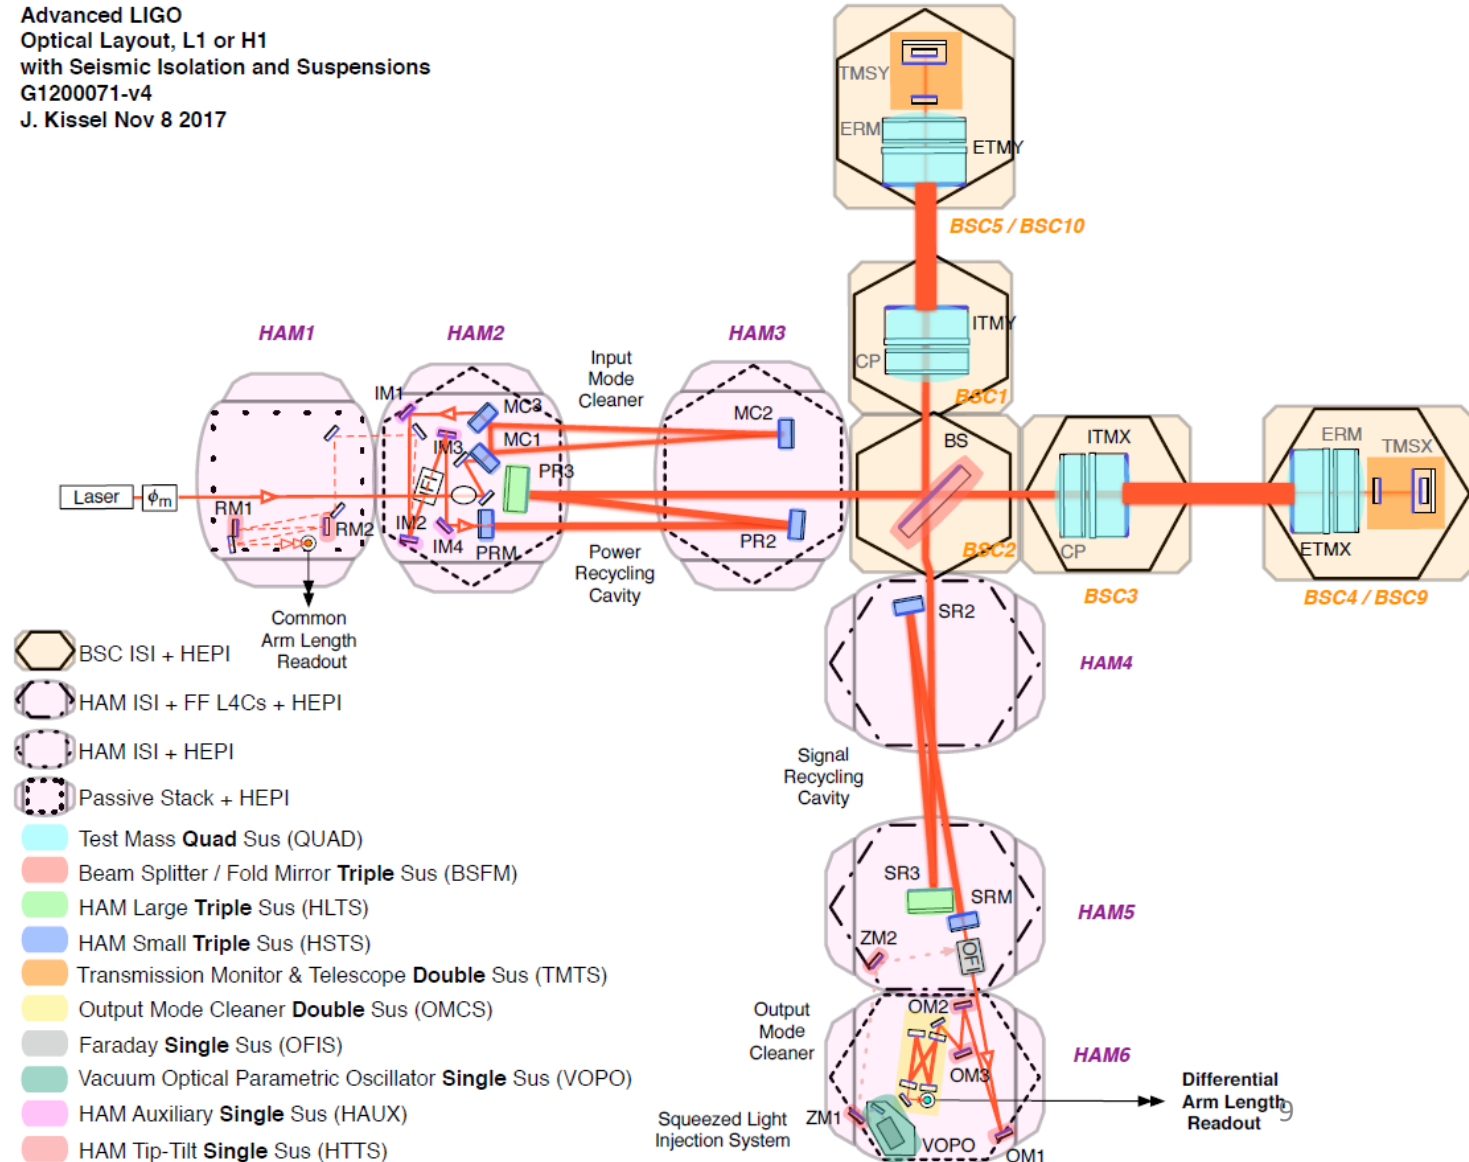 Advanced LIGO
Optical Layout, L1 or H1
with Seismic Isolation and Suspensions
G1200071-v4
J. Kissel Nov 8 2017
TMSY
ERM
ETMY
BSC5 / BSC10
ITMY
CP
BSC1
HAM1
HAM2
HAM3
Input
Mode
Cleaner
IM1
MC3
MC1
MC2
IM3
PR3
IFI
BS
ITMX
ERM
TMSX
Laser
ϕm
RM1
RM2
IM2
IM4
PRM
PR2
BSC2
CP
ETMX
Power
Recycling
Cavity
BSC3
BSC4 / BSC9
Common
Arm Length
Readout
SR2
HAM4
BSC ISI + HEPI
HAM ISI + FF L4Cs + HEPI
HAM ISI + HEPI
Passive Stack + HEPI
Test Mass Quad Sus (QUAD)
Beam Splitter / Fold Mirror Triple Sus (BSFM)
HAM Large Triple Sus (HLTS)
HAM Small Triple Sus (HSTS)
Transmission Monitor & Telescope Double Sus (TMTS)
Output Mode Cleaner Double Sus (OMCS)
Faraday Single Sus (OFIS)
Vacuum Optical Parametric Oscillator Single Sus (VOPO)
HAM Auxiliary Single Sus (HAUX)
HAM Tip-Tilt Single Sus (HTTS)
Signal
Recycling
Cavity
SR3
SRM
HAM5
ZM2
OFI
Output
Mode
Cleaner
OM2
OM3
HAM6
Differential
Arm Length
Readout
9
Squeezed Light
Injection System
ZM1
VOPO
OM1